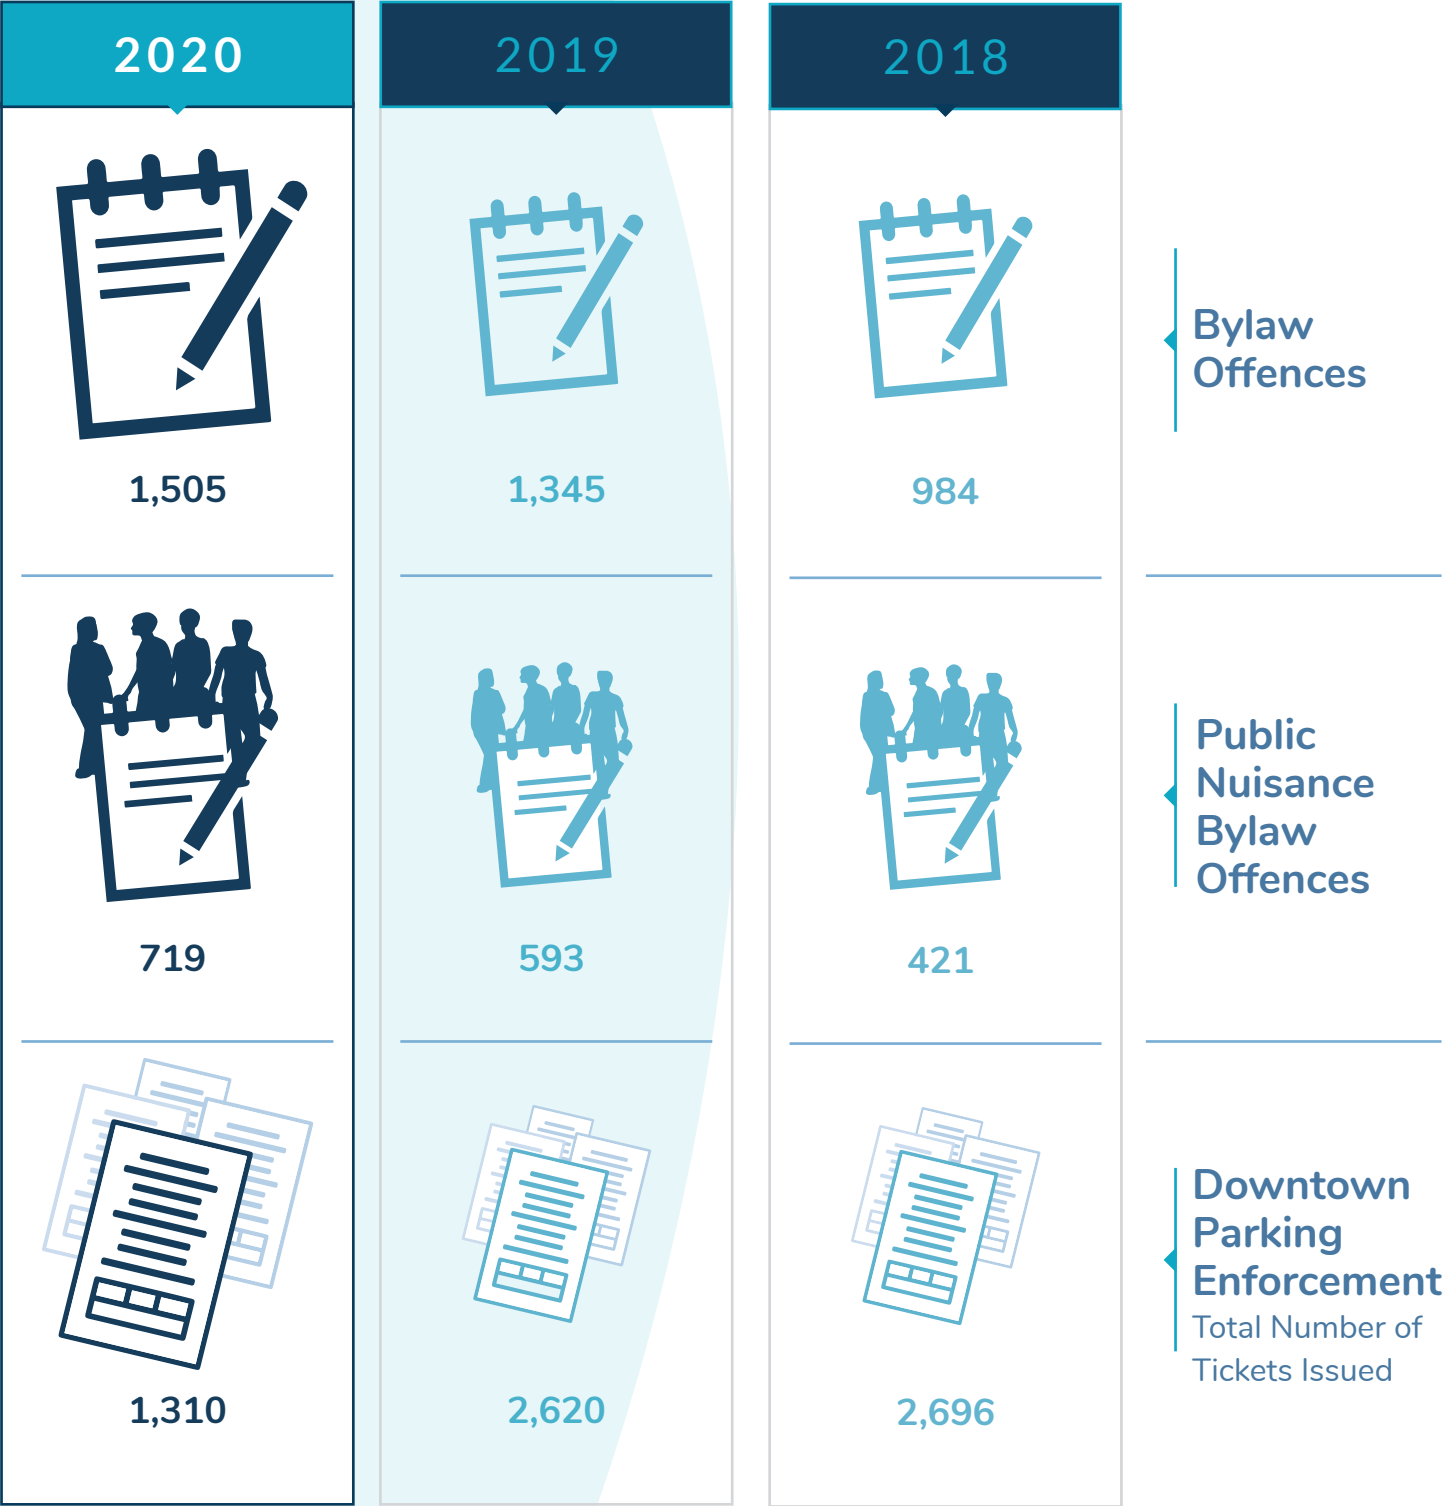 2020
2019
2018
1,505
1,345
984
Bylaw
Offences
719
593
421
Public
Nuisance
Bylaw
Offences
1,310
2,620
2,696
Downtown
Parking
Enforcement
Total Number of
Tickets Issued